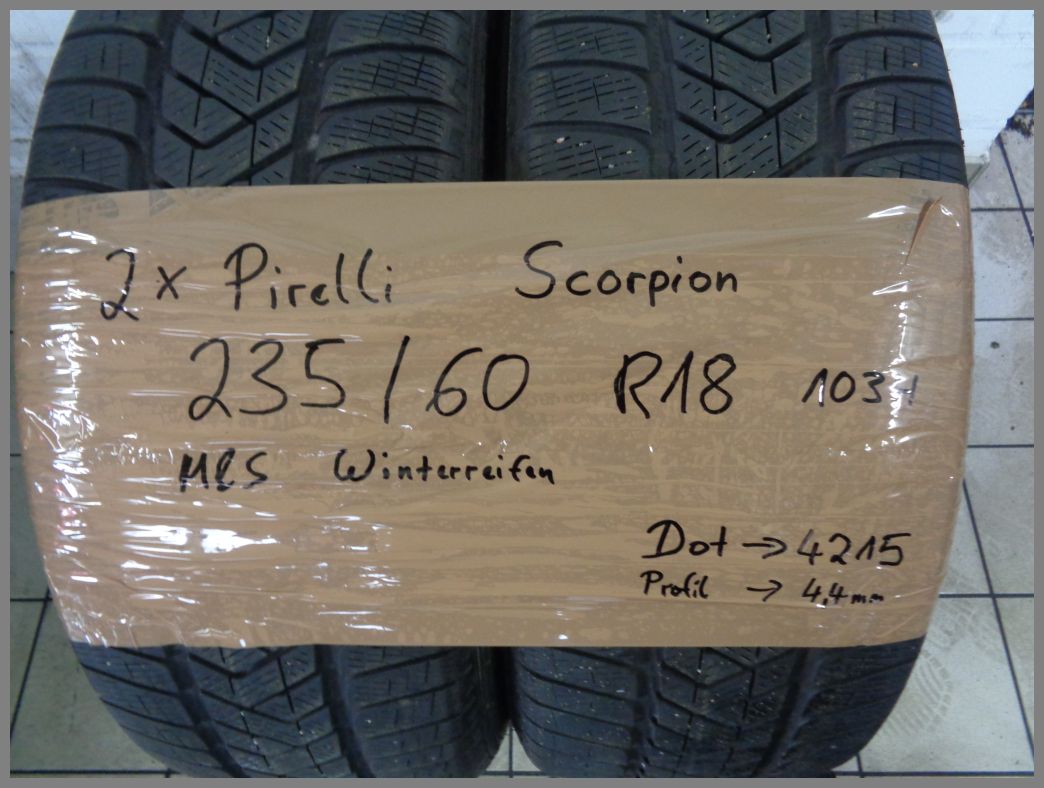 2x Pirelli Scorpion
235/60 R18 103H
M&S Winterreifen
Dot → 4215
Profil → 4,4mm